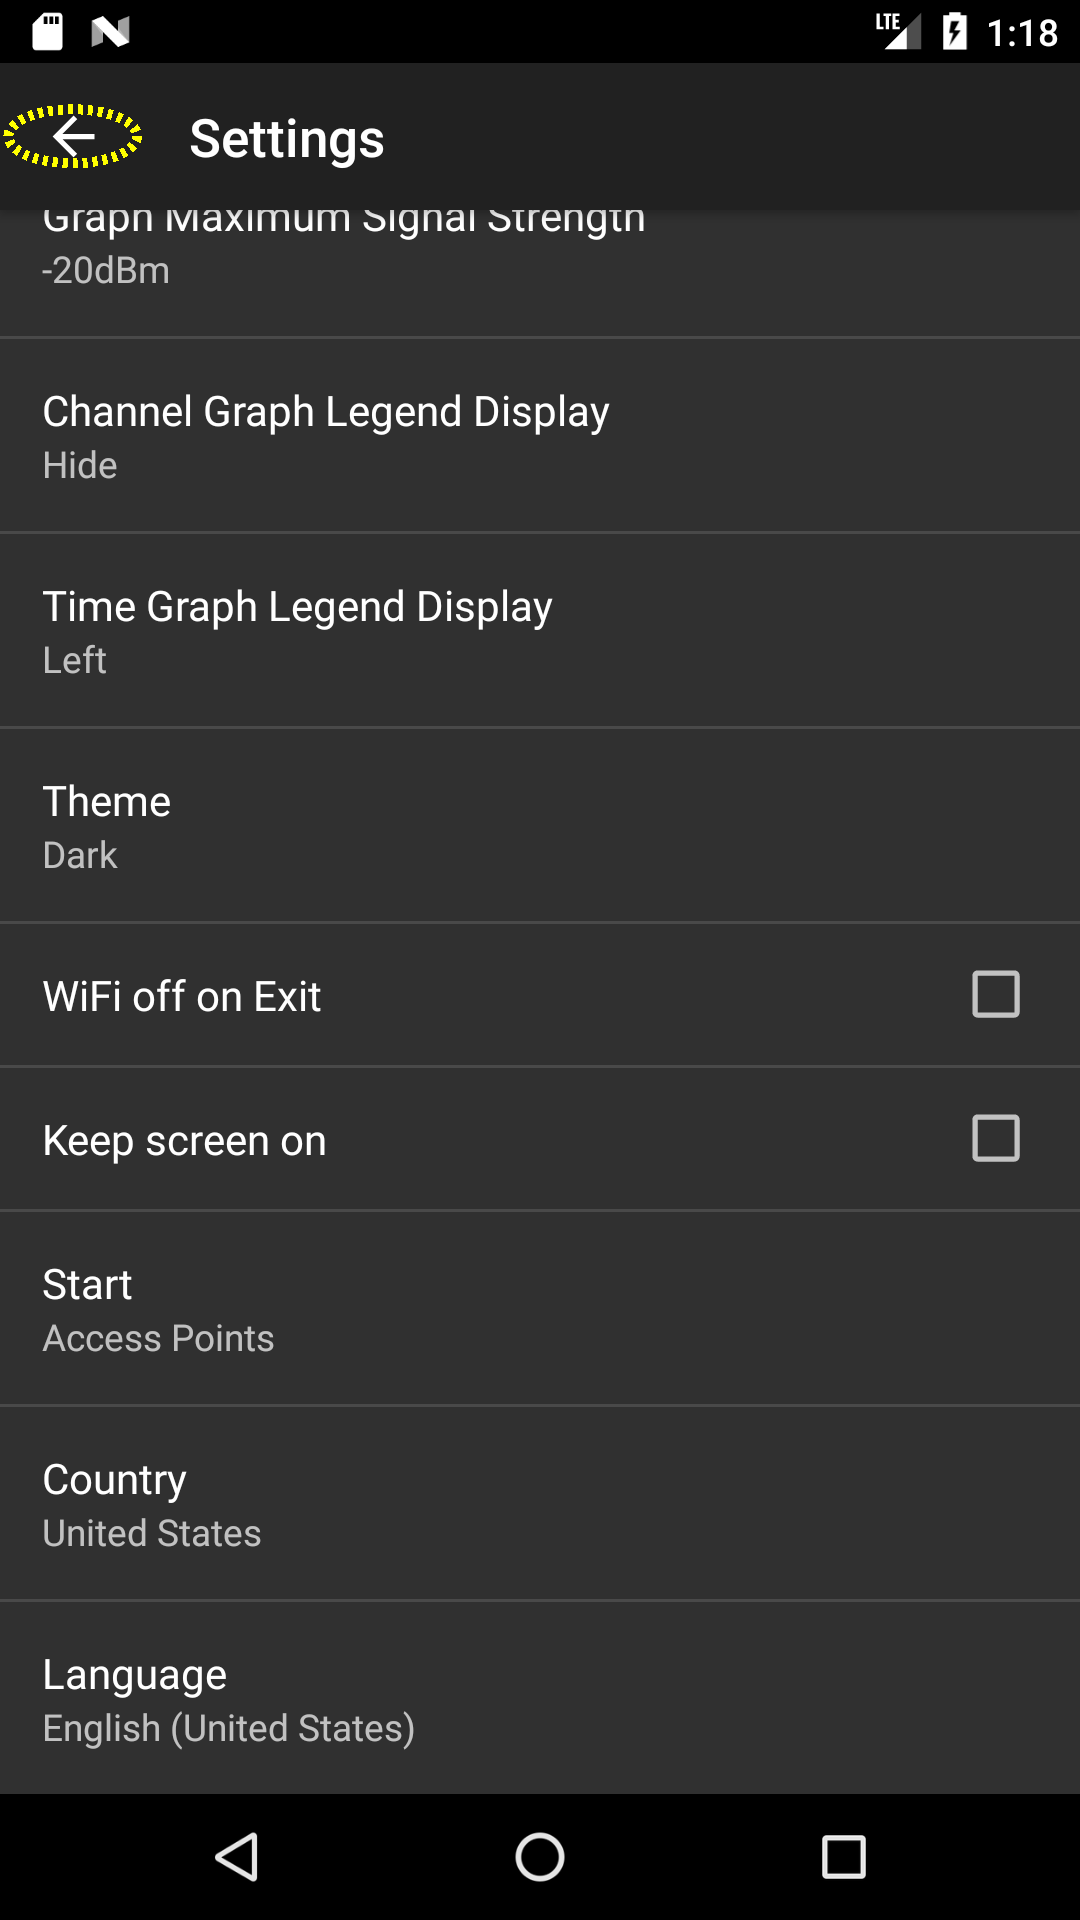 LTE 1:18
Settings
Graph Maximum Signal Strength
-20dBm
Channel Graph Legend Display
Hide
Time Graph Legend Display
Left
Theme
Dark
WiFi off on Exit
Keep screen on
Start
Access Points
Country
United States
Language
English (United States)